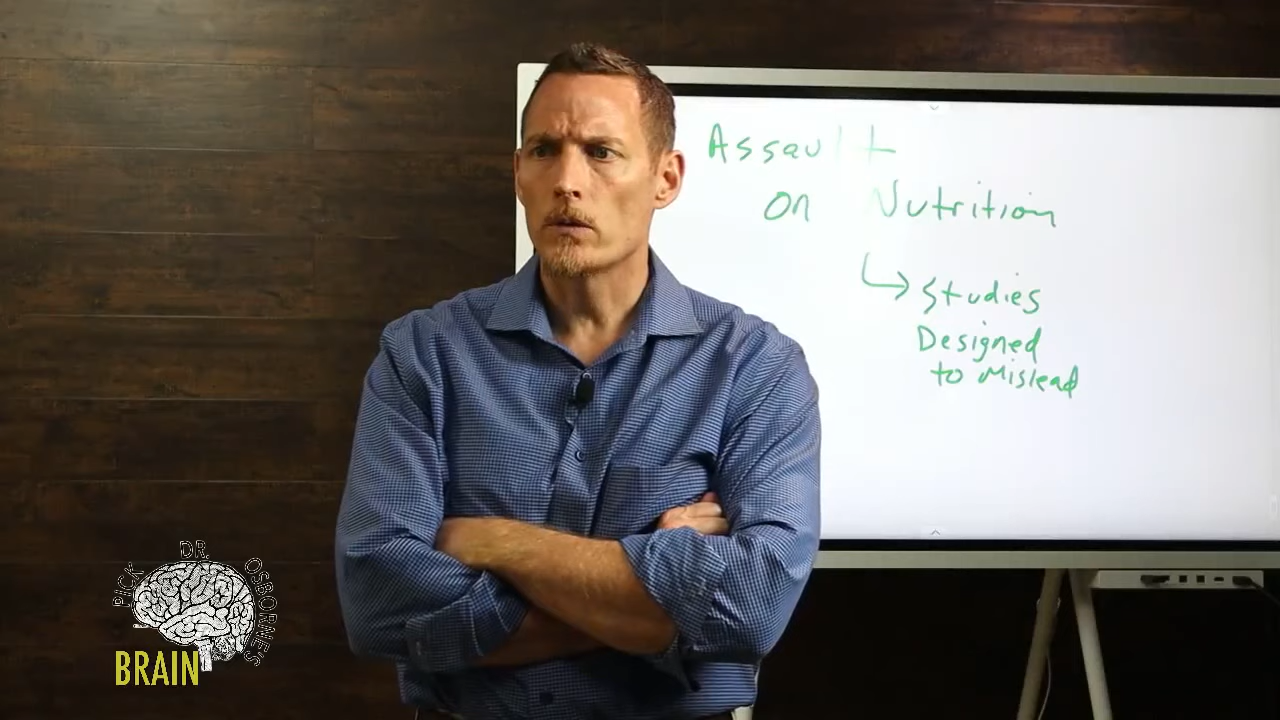 Assault
on Nutrition
↳ Studies
Designed
to Mislead
PICK DR. OSBORNE'S
BRAIN